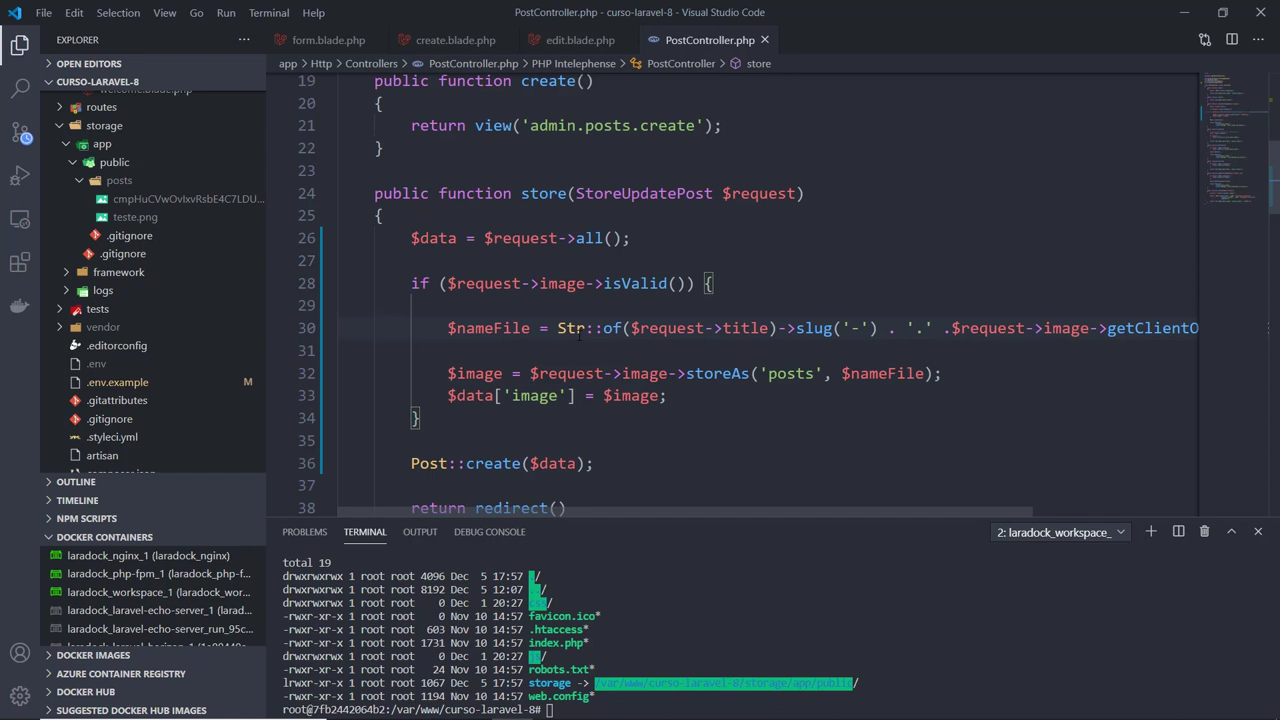 File Edit Selection View Go Run Terminal Help
PostController.php - curso-laravel-8 - Visual Studio Code
EXPLORER
form.blade.php
create.blade.php
edit.blade.php
PostController.php
OPEN EDITORS
app > Http > Controllers > PostController.php > PHP Intelephense > PostController > store
CURSO-LARAVEL-8
welcome.blade.php
routes
storage
app
public
posts
cmpHuCVwOvIxvRsbE4C7LDU...
teste.png
.gitignore
.gitignore
framework
logs
tests
vendor
.editorconfig
.env
.env.example M
.gitattributes
.gitignore
.styleci.yml
artisan
composer.json
OUTLINE
TIMELINE
NPM SCRIPTS
DOCKER CONTAINERS
laradock_nginx_1 (laradock_nginx)
laradock_php-fpm_1 (laradock_php-f...
laradock_workspace_1 (laradock_wor...
laradock_laravel-echo-server_1 (larad...
laradock_laravel-echo-server_run_95c...
DOCKER IMAGES
AZURE CONTAINER REGISTRY
DOCKER HUB
SUGGESTED DOCKER HUB IMAGES
19 public function create()
20 {
21 return view('admin.posts.create');
22 }
23
24 public function store(StoreUpdatePost $request)
25 {
26 $data = $request->all();
27
28 if ($request->image->isValid()) {
29
30 $nameFile = Str::of($request->title)->slug('-') . '.' .$request->image->getClientO
31
32 $image = $request->image->storeAs('posts', $nameFile);
33 $data['image'] = $image;
34 }
35
36 Post::create($data);
37
38 return redirect()
PROBLEMS TERMINAL OUTPUT DEBUG CONSOLE
2: laradock_workspace_
total 19
drwxrwxrwx 1 root root 4096 Dec 5 17:57 ./
drwxrwxrwx 1 root root 8192 Dec 5 12:07 ../
drwxrwxrwx 1 root root 0 Dec 1 20:27 css/
-rwxr-xr-x 1 root root 0 Nov 10 14:57 favicon.ico*
-rwxr-xr-x 1 root root 603 Nov 10 14:57 .htaccess*
-rwxr-xr-x 1 root root 1731 Nov 10 14:57 index.php*
drwxrwxrwx 1 root root 0 Dec 1 20:27 js/
-rwxr-xr-x 1 root root 24 Nov 10 14:57 robots.txt*
lrwxr-xr-x 1 root root 1067 Dec 5 17:57 storage -> /var/www/curso-laravel-8/storage/app/public/
-rwxr-xr-x 1 root root 1194 Nov 10 14:57 web.config*
root@7fb2442064b2:/var/www/curso-laravel-8#